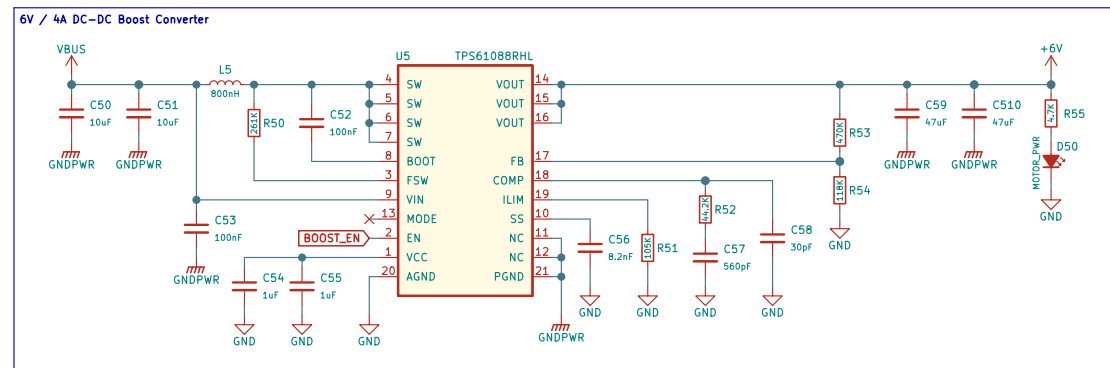 6V / 4A DC-DC Boost Converter
VBUS
+6V
U5
TPS61088RHL
L5
800nH
C50
10uF
C51
10uF
R50
261K
C52
100nF
4 SW
5 SW
6 SW
7 SW
8 BOOT
3 FSW
9 VIN
13 MODE
2 EN
1 VCC
20 AGND
VOUT 14
VOUT 15
VOUT 16
FB 17
COMP 18
ILIM 19
SS 10
NC 11
NC 12
PGND 21
R53
470K
R54
118K
C59
47uF
C510
47uF
R55
4.7K
D50
MOTOR_PWR
GNDPWR
GNDPWR
GNDPWR
GNDPWR
GND
GND
C53
100nF
GNDPWR
BOOST_EN
C54
1uF
C55
1uF
GND
GND
GND
C56
8.2nF
R51
105K
R52
44.2K
C57
560pF
C58
30pF
GND
GND
GND
GND
GNDPWR